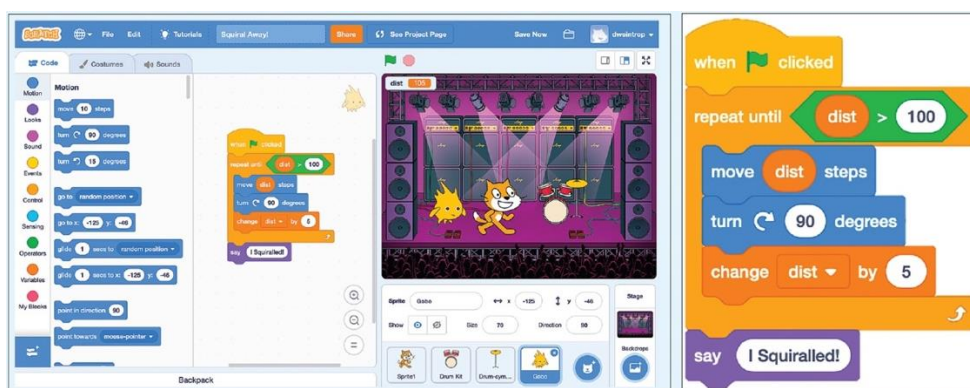 SCRATCH
File Edit Tutorials Squiral Away! Share See Project Page Save Now dwaintrop
Code Costumes Sounds
Motion
Looks
Sound
Events
Control
Sensing
Operators
Variables
My Blocks
Motion
move 10 steps
turn 90 degrees
turn 15 degrees
go to random position
go to x: -125 y: -46
glide 1 secs to random position
glide 1 secs to x: -125 y: -46
point in direction 90
point towards mouse-pointer
when clicked
repeat until dist > 100
move dist steps
turn 90 degrees
change dist by 5
say I Squiralled!
dist 105
Sprite Gobo x -125 y -46
Show Size 70 Direction 90
Sprite1 Drum Kit Drum-cym... Gobo
Stage
Backdrops
Backpack
when clicked
repeat until dist > 100
move dist steps
turn 90 degrees
change dist by 5
say I Squiralled!